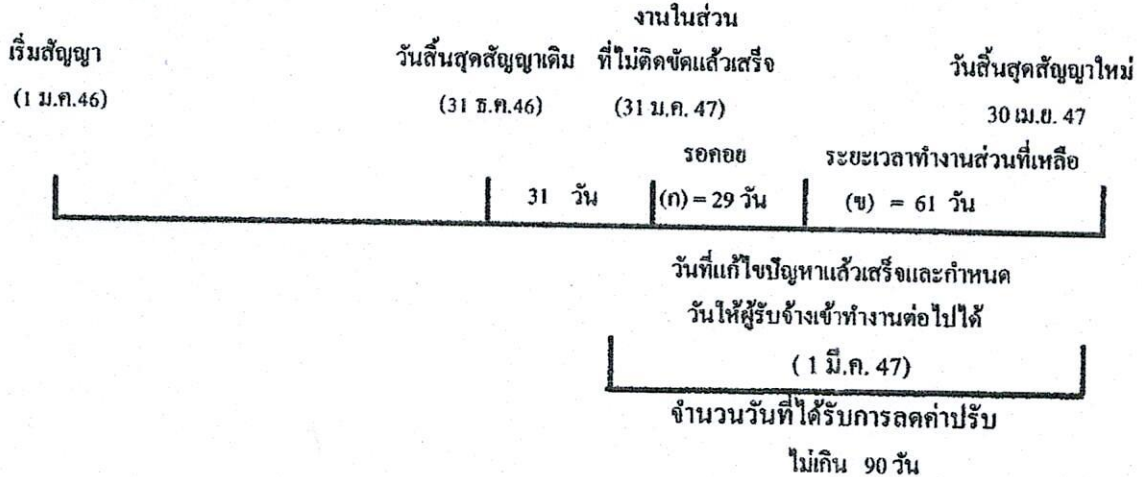 งานในส่วน
เริ่มสัญญา วันสิ้นสุดสัญญาเดิม ที่ไม่ติดขัดแล้วเสร็จ วันสิ้นสุดสัญญาใหม่
(1 ม.ค.46) (31 ธ.ค.46) (31 ม.ค. 47) 30 เม.ย. 47
รอคอย ระยะเวลาทำงานส่วนที่เหลือ
31 วัน (ก) = 29 วัน (ข) = 61 วัน
วันที่แก้ไขปัญหาแล้วเสร็จและกำหนด
วันให้ผู้รับจ้างเข้าทำงานต่อไปได้
( 1 มี.ค. 47)
จำนวนวันที่ได้รับการลดค่าปรับ
ไม่เกิน 90 วัน